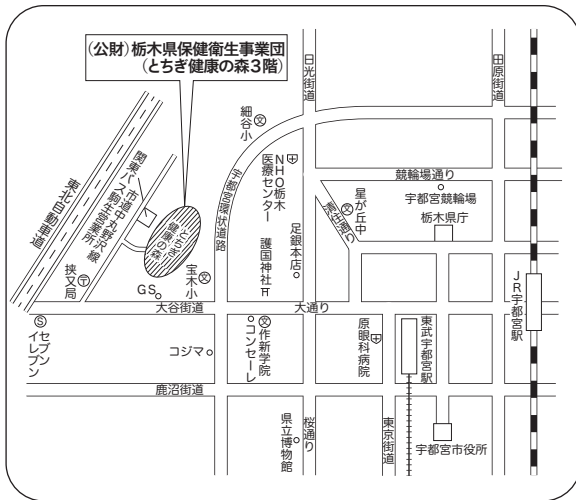 (公財)栃木県保健衛生事業団
(とちぎ健康の森3階)
日光街道
田原街道
細谷小
文
宇都宮環状道路
NHO栃木
医療センター
競輪場通り
宇都宮競輪場
星が丘中
文
栃木県庁
東北自動車道
関東バス駒生営業所
市道中丸野沢線
とちぎ
健康の森
宝木小
文
護国神社
足銀本店
挟又局
〒
GS
大谷街道
大通り
JR宇都宮駅
S
セブン
イレブン
コジマ
文
作新学院
コンセーレ
原眼科病院
東武宇都宮駅
鹿沼街道
県立博物館
桜通り
東京街道
宇都宮市役所